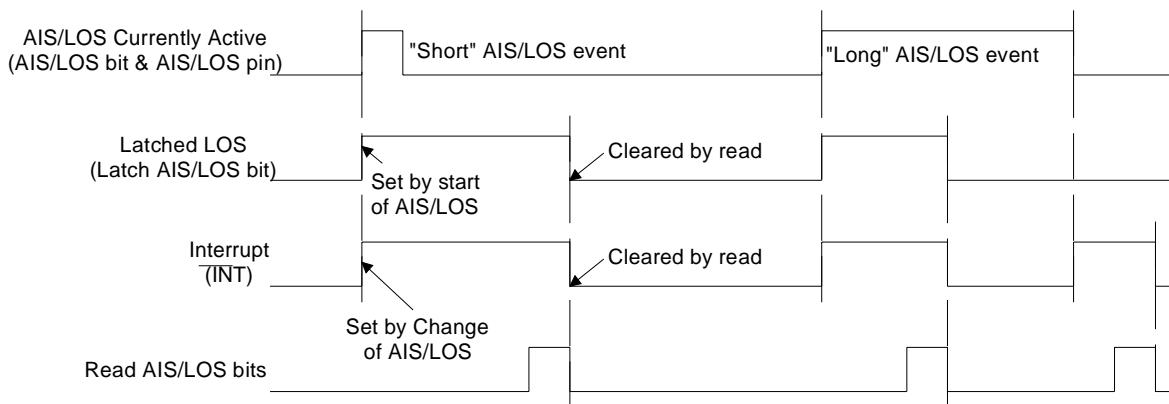 AIS/LOS Currently Active
(AIS/LOS bit & AIS/LOS pin)
"Short" AIS/LOS event
"Long" AIS/LOS event
Latched LOS
(Latch AIS/LOS bit)
Set by start
of AIS/LOS
Cleared by read
Interrupt
(INT)
Cleared by read
Set by Change
of AIS/LOS
Read AIS/LOS bits